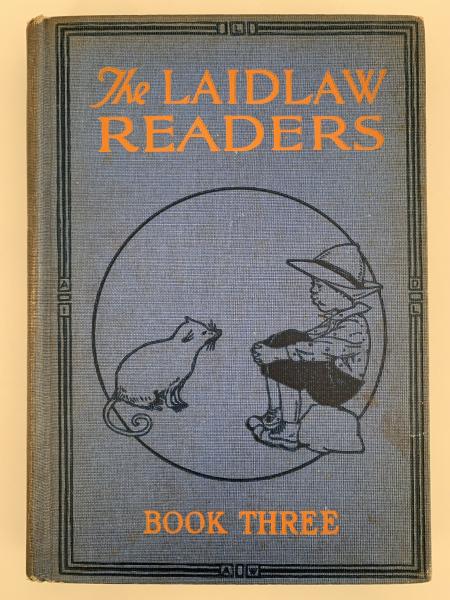 L
The LAIDLAW
READERS
A
I
D
L
BOOK THREE
A W